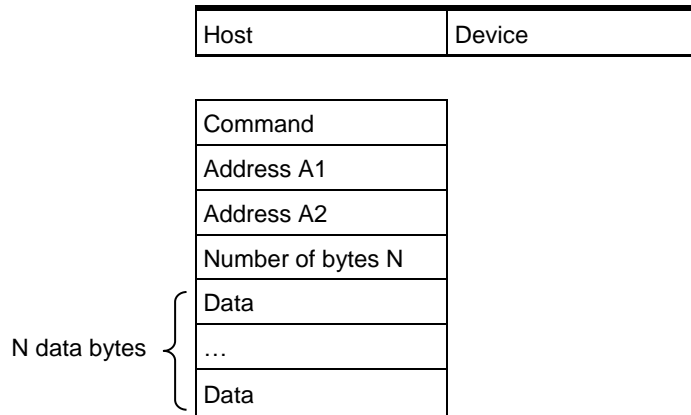 Host Device
Command
Address A1
Address A2
Number of bytes N
Data
N data bytes
…
Data